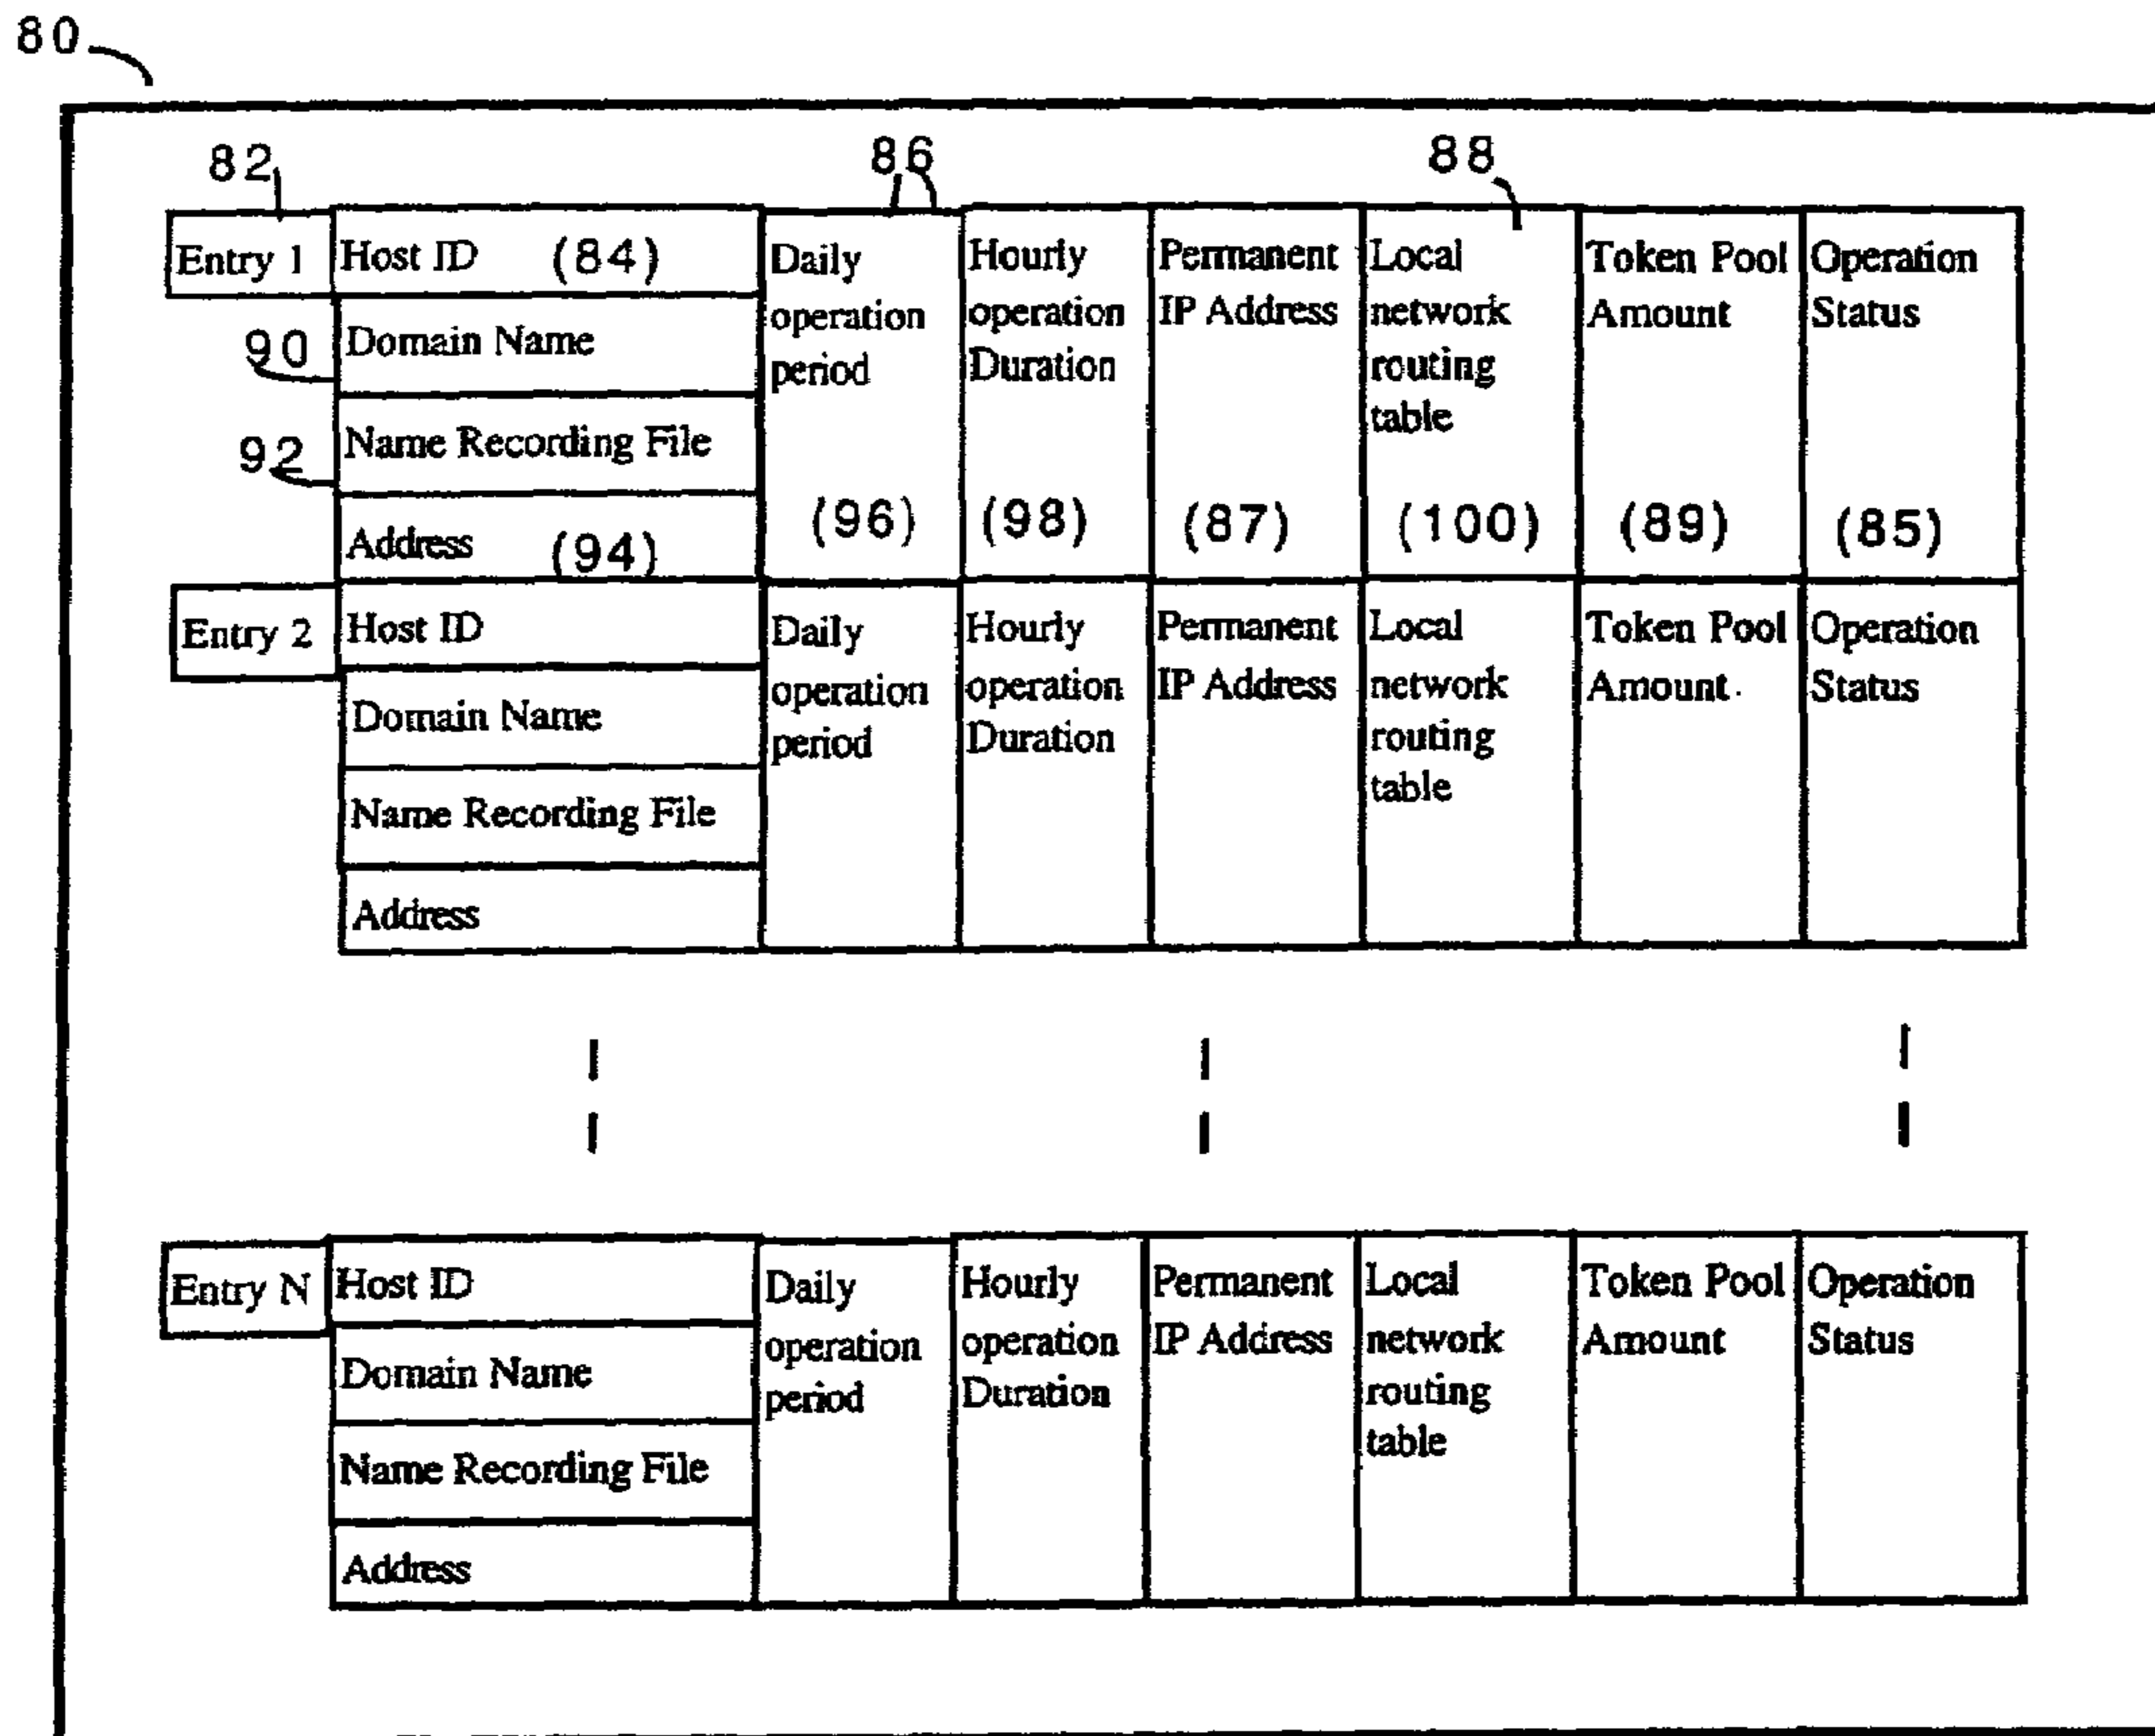 80
82
86
88
Entry 1
Host ID (84)
Domain Name
90
Name Recording File
92
Address (94)
Daily
operation
period
(96)
Hourly
operation
Duration
(98)
Permanent
IP Address
(87)
Local
network
routing
table
(100)
Token Pool
Amount
(89)
Operation
Status
(85)
Entry 2
Host ID
Domain Name
Name Recording File
Address
Daily
operation
period
Hourly
operation
Duration
Permanent
IP Address
Local
network
routing
table
Token Pool
Amount
Operation
Status
Entry N
Host ID
Domain Name
Name Recording File
Address
Daily
operation
period
Hourly
operation
Duration
Permanent
IP Address
Local
network
routing
table
Token Pool
Amount
Operation
Status